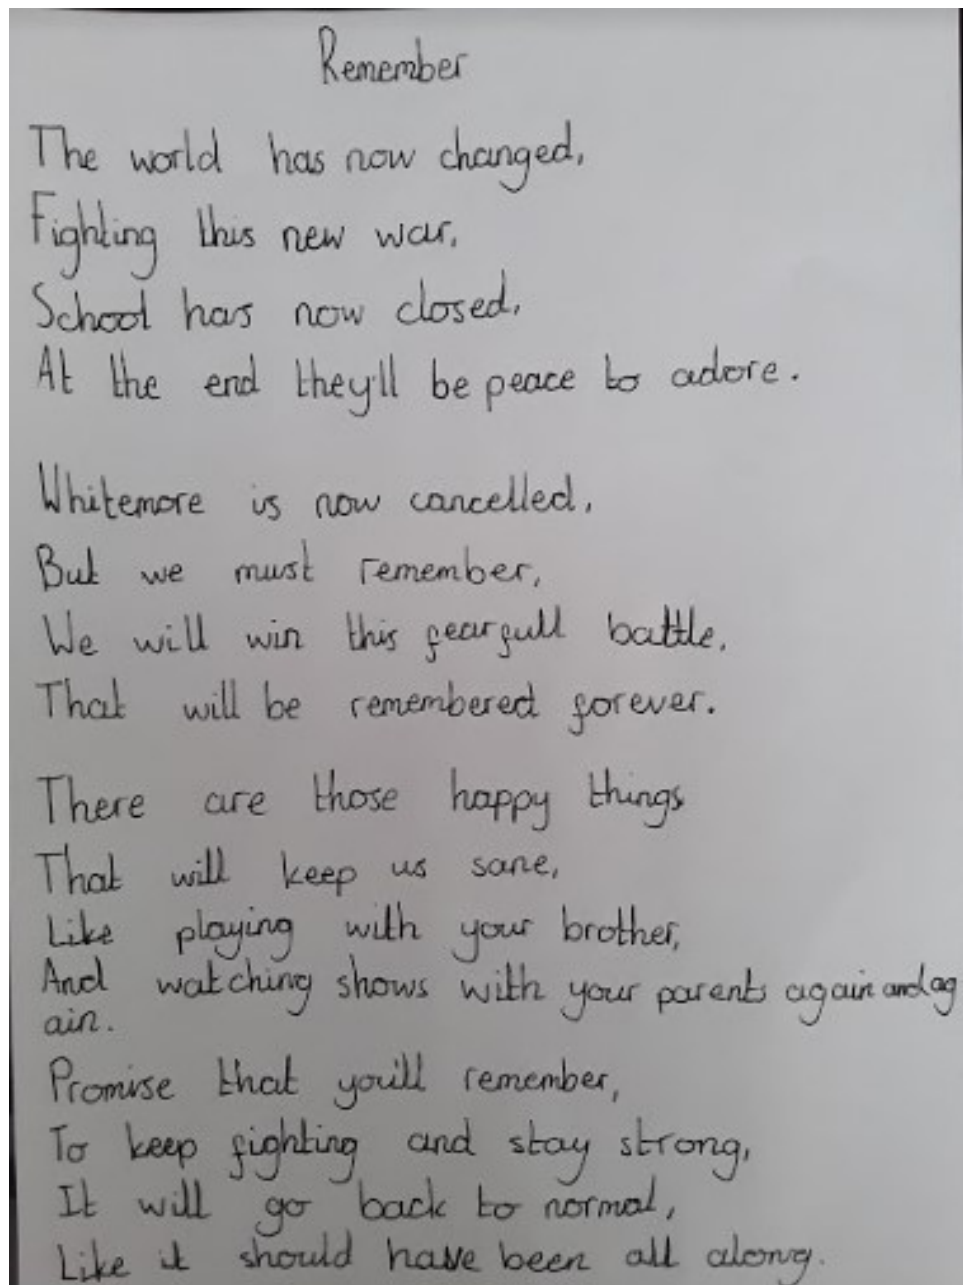 Remember
The world has now changed,
Fighting this new war,
School has now closed,
At the end they'll be peace to adore.
Whitemore is now cancelled,
But we must remember,
We will win this fearfull battle,
That will be remembered forever.
There are those happy things
That will keep us sane,
Like playing with your brother,
And watching shows with your parents again and ag
ain.
Promise that you'll remember,
To keep fighting and stay strong,
It will go back to normal,
Like it should have been all along.